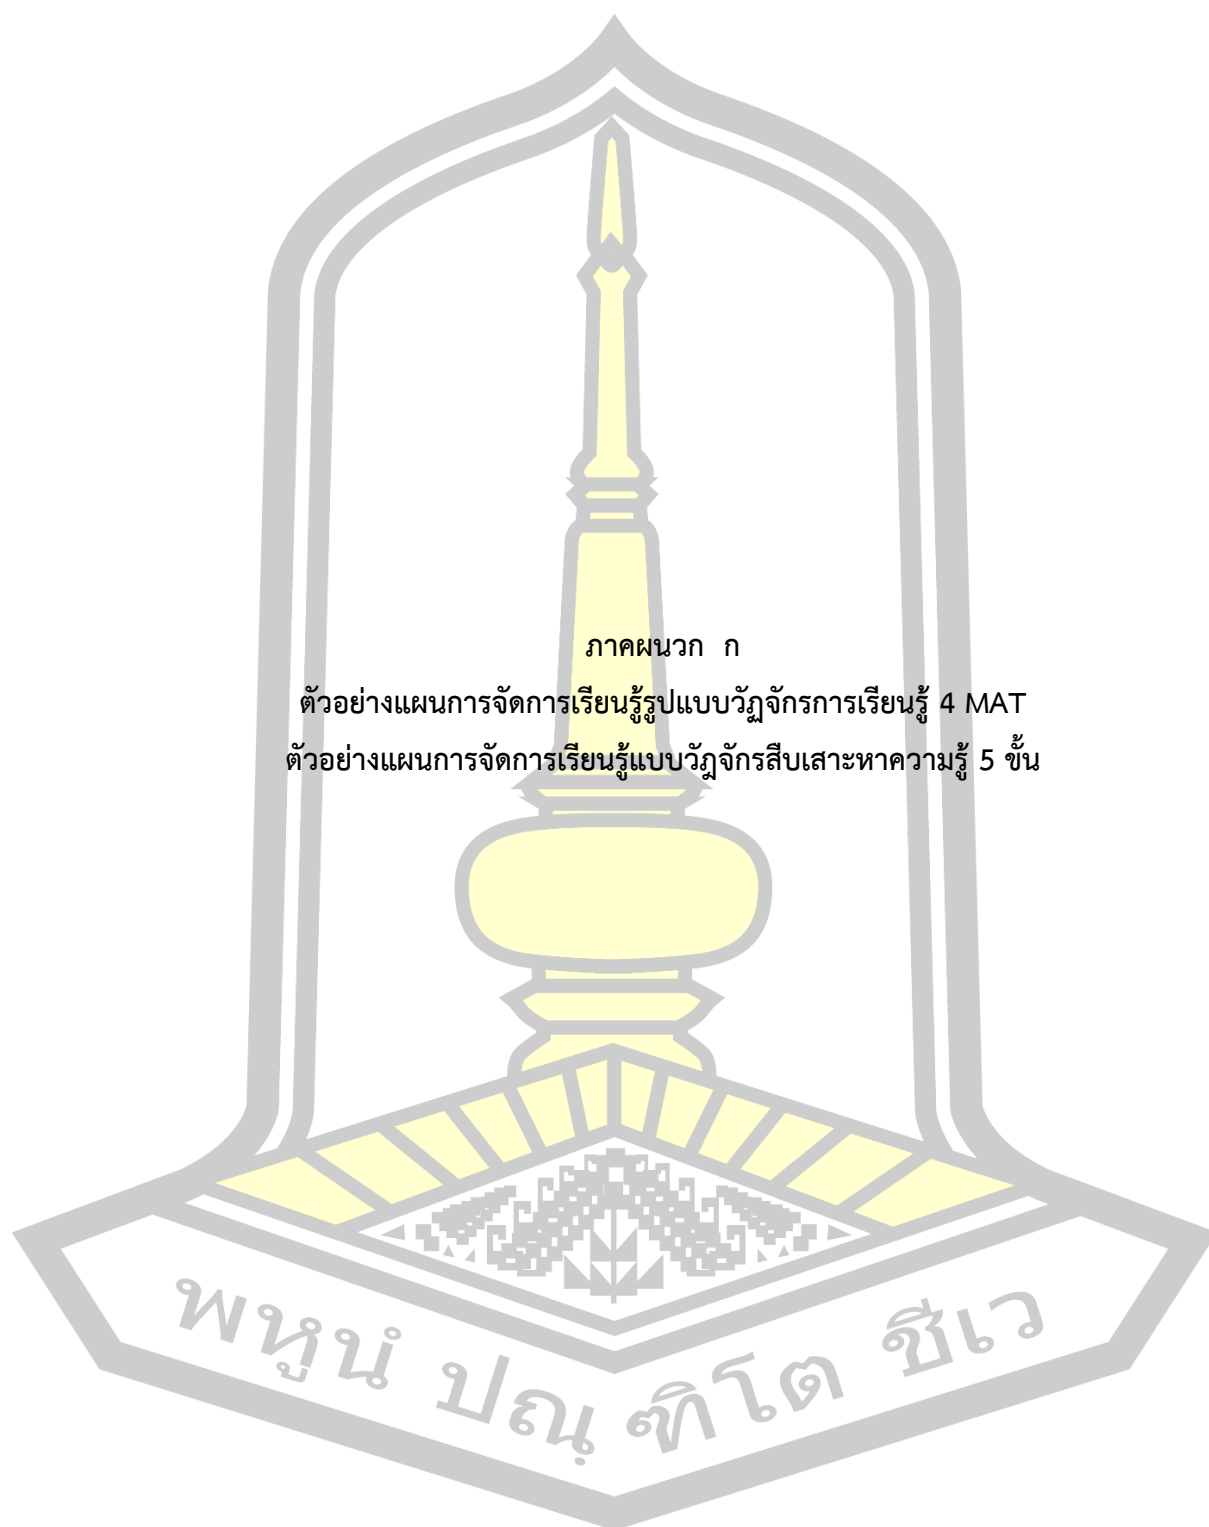 ภาคผนวก ก
ตัวอย่างแผนการจัดการเรียนรู้รูปแบบวัฏจักรการเรียนรู้ 4 MAT
ตัวอย่างแผนการจัดการเรียนรู้แบบวัฎจักรสืบเสาะหาความรู้ 5 ขั้น
พหูนํ ปณฺฑิโต ชีเว